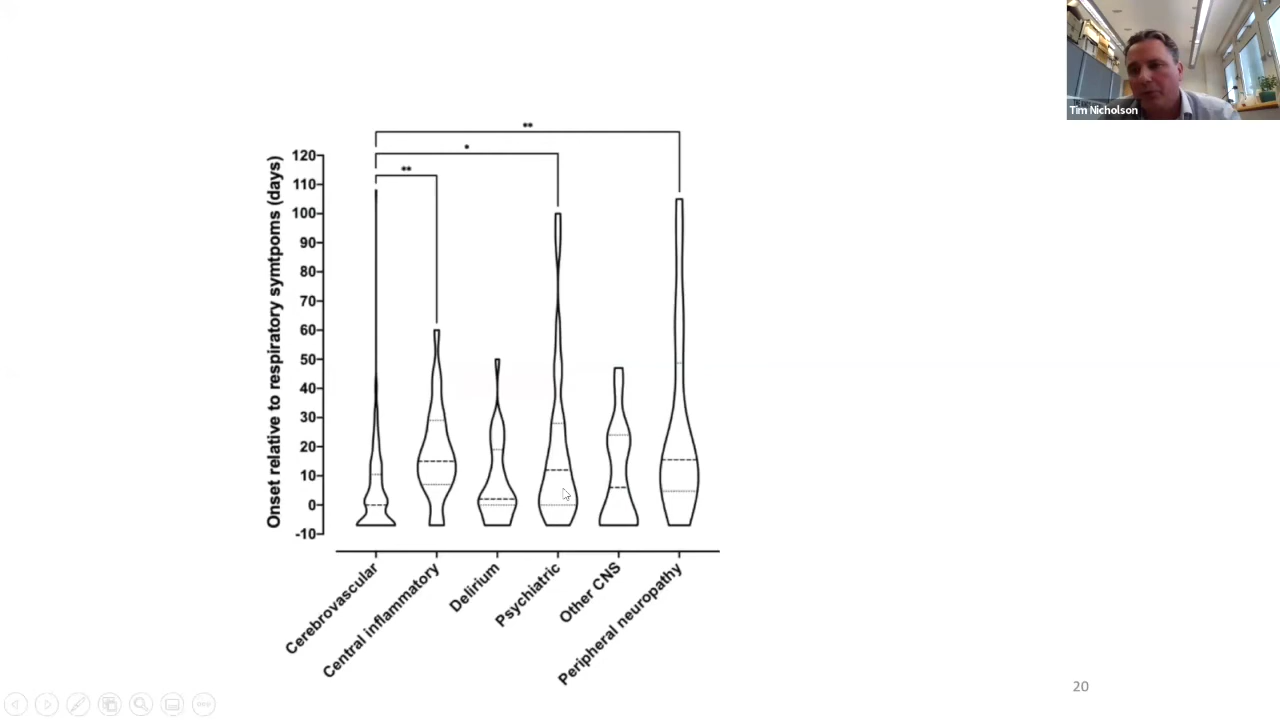 Tim Nicholson
**
*
**
Onset relative to respiratory symtpoms (days)
120
110
100
90
80
70
60
50
40
30
20
10
0
-10
Cerebrovascular
Central inflammatory
Delirium
Psychiatric
Other CNS
Peripheral neuropathy
20